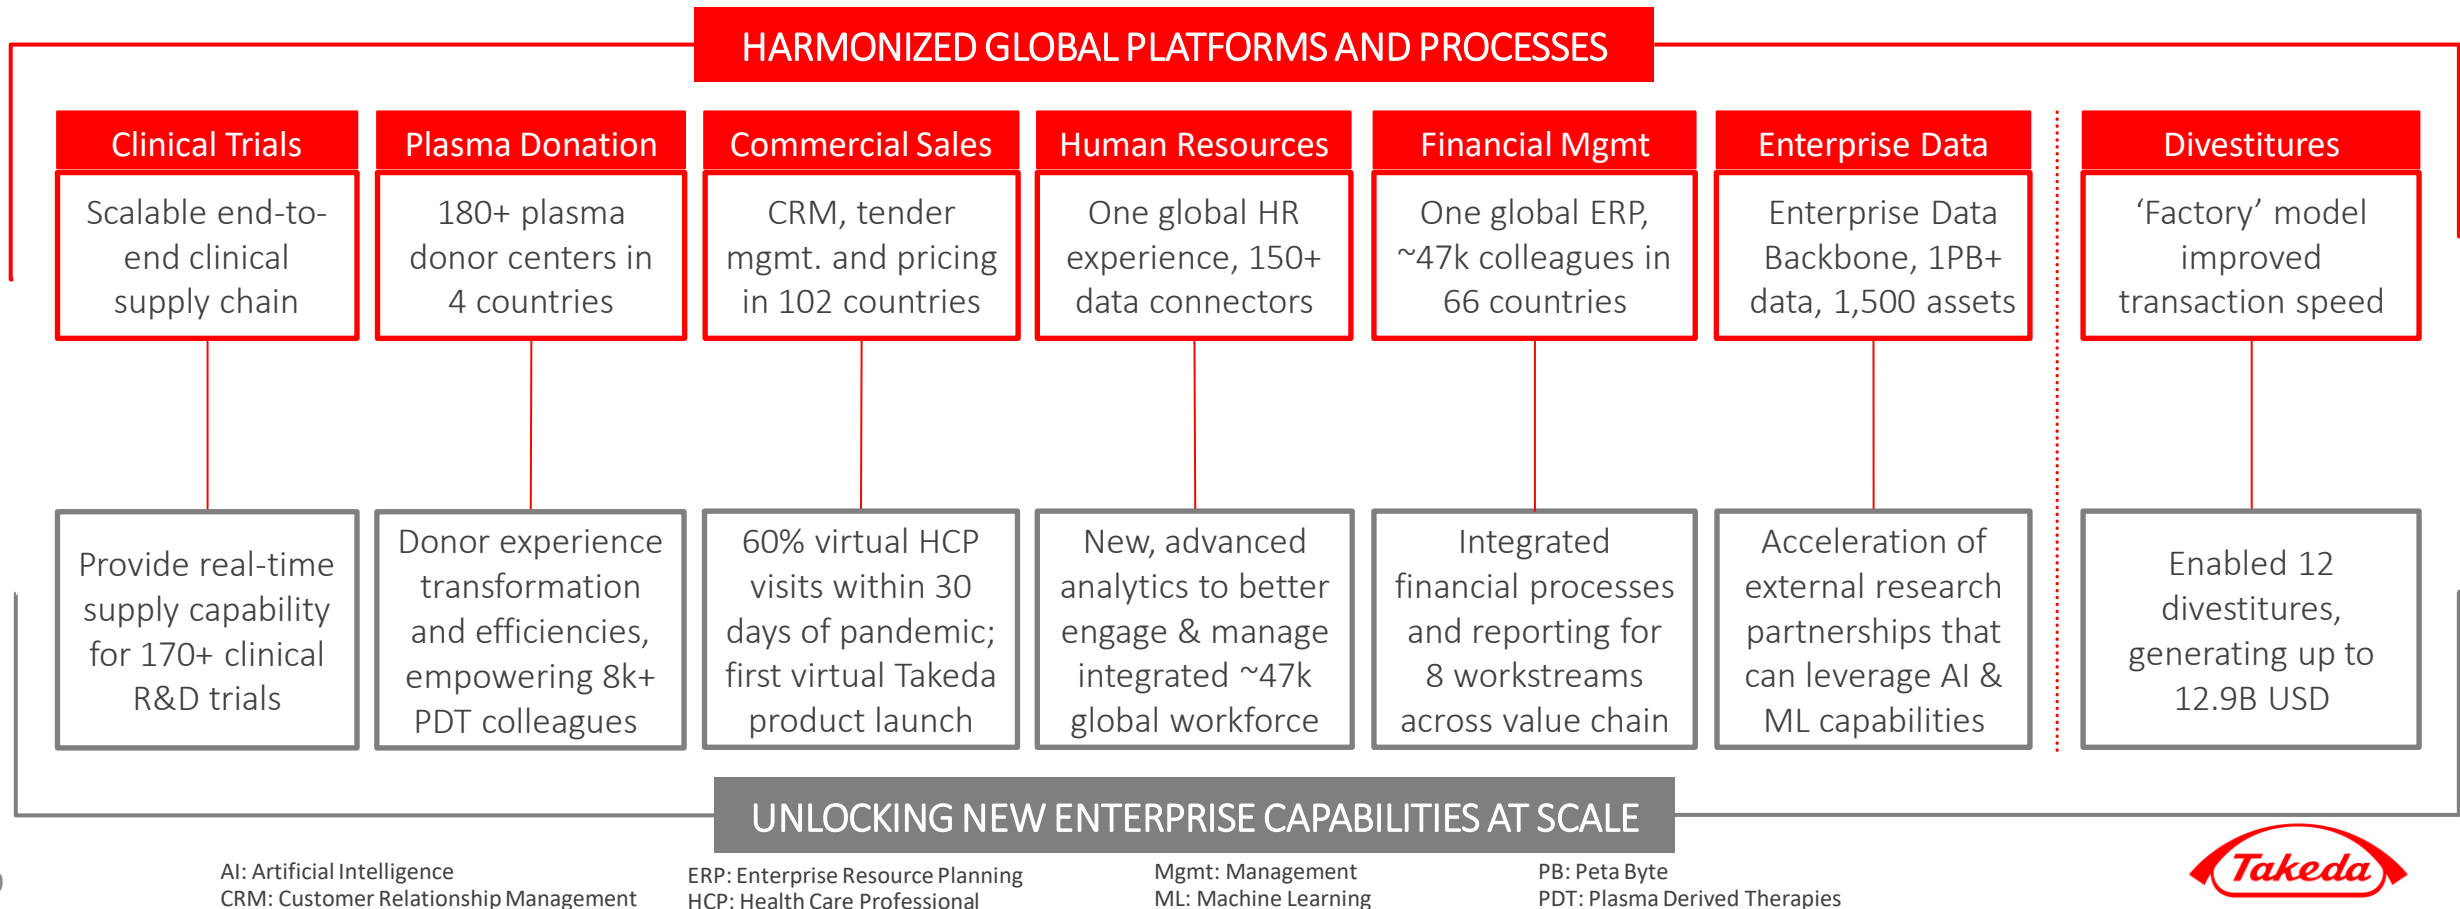 HARMONIZED GLOBAL PLATFORMS AND PROCESSES
Clinical Trials
Scalable end-to-
end clinical
supply chain
Provide real-time
supply capability
for 170+ clinical
R&D trials
Plasma Donation
180+ plasma
donor centers in
4 countries
Donor experience
transformation
and efficiencies,
empowering 8k+
PDT colleagues
Commercial Sales
CRM, tender
mgmt. and pricing
in 102 countries
60% virtual HCP
visits within 30
days of pandemic;
first virtual Takeda
product launch
Human Resources
One global HR
experience, 150+
data connectors
New, advanced
analytics to better
engage & manage
integrated ~47k
global workforce
Financial Mgmt
One global ERP,
~47k colleagues in
66 countries
Integrated
financial processes
and reporting for
8 workstreams
across value chain
Enterprise Data
Enterprise Data
Backbone, 1PB+
data, 1,500 assets
Acceleration of
external research
partnerships that
can leverage AI &
ML capabilities
Divestitures
‘Factory’ model
improved
transaction speed
Enabled 12
divestitures,
generating up to
12.9B USD
UNLOCKING NEW ENTERPRISE CAPABILITIES AT SCALE
AI: Artificial Intelligence
CRM: Customer Relationship Management
ERP: Enterprise Resource Planning
HCP: Health Care Professional
Mgmt: Management
ML: Machine Learning
PB: Peta Byte
PDT: Plasma Derived Therapies
Takeda